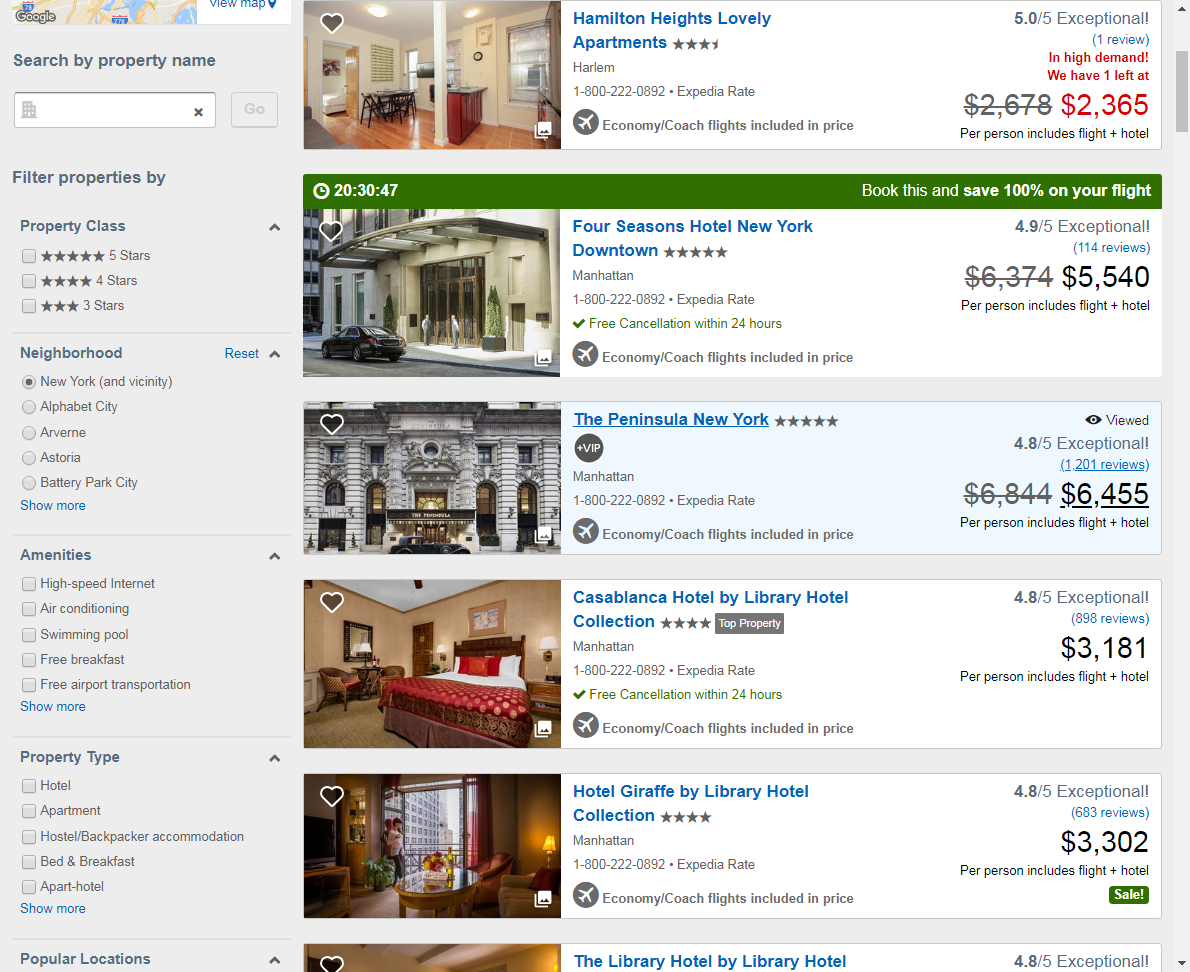 78
278
Google
View map
Search by property name
Go
Filter properties by
Property Class
5 Stars
4 Stars
3 Stars
Neighborhood
Reset
New York (and vicinity)
Alphabet City
Arverne
Astoria
Battery Park City
Show more
Amenities
High-speed Internet
Air conditioning
Swimming pool
Free breakfast
Free airport transportation
Show more
Property Type
Hotel
Apartment
Hostel/Backpacker accommodation
Bed & Breakfast
Apart-hotel
Show more
Popular Locations
Hamilton Heights Lovely
Apartments
Harlem
1-800-222-0892 • Expedia Rate
Economy/Coach flights included in price
5.0/5 Exceptional!
(1 review)
In high demand!
We have 1 left at
$2,678 $2,365
Per person includes flight + hotel
20:30:47
Book this and save 100% on your flight
Four Seasons Hotel New York
Downtown
Manhattan
1-800-222-0892 • Expedia Rate
Free Cancellation within 24 hours
Economy/Coach flights included in price
4.9/5 Exceptional!
(114 reviews)
$6,374 $5,540
Per person includes flight + hotel
THE PENINSULA
The Peninsula New York
+VIP
Manhattan
1-800-222-0892 • Expedia Rate
Economy/Coach flights included in price
Viewed
4.8/5 Exceptional!
(1,201 reviews)
$6,844 $6,455
Per person includes flight + hotel
Casablanca Hotel by Library Hotel
Collection Top Property
Manhattan
1-800-222-0892 • Expedia Rate
Free Cancellation within 24 hours
Economy/Coach flights included in price
4.8/5 Exceptional!
(898 reviews)
$3,181
Per person includes flight + hotel
Hotel Giraffe by Library Hotel
Collection
Manhattan
1-800-222-0892 • Expedia Rate
Economy/Coach flights included in price
4.8/5 Exceptional!
(683 reviews)
$3,302
Per person includes flight + hotel
Sale!
The Library Hotel by Library Hotel
4.8/5 Exceptional!